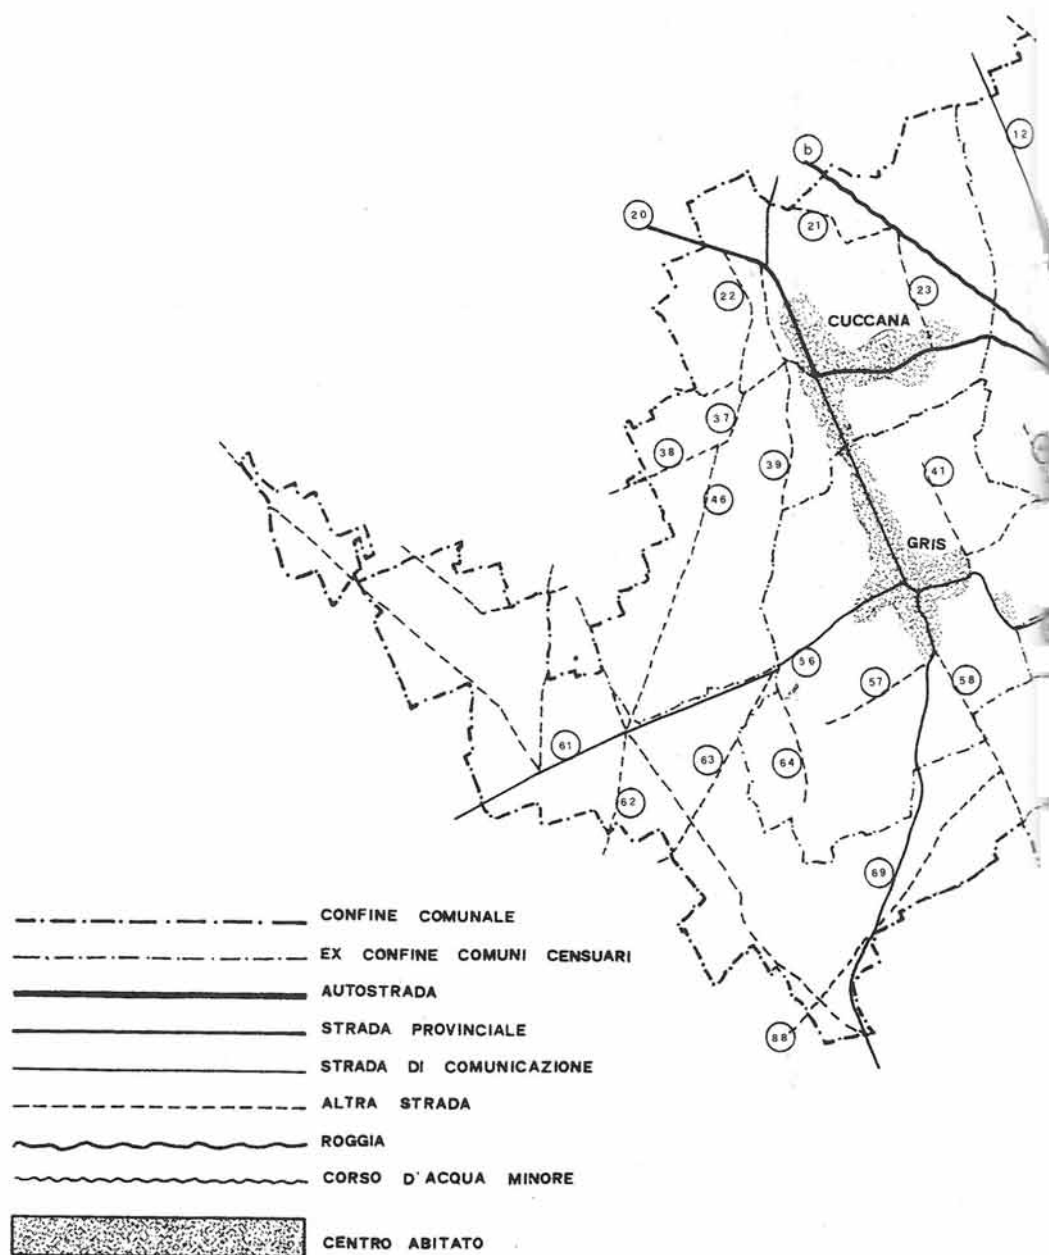 12
b
20
21
22
23
CUCCANA
37
38
39
46
41
GRIS
56
57
58
61
62
63
64
69
88
CONFINE COMUNALE
EX CONFINE COMUNI CENSUARI
AUTOSTRADA
STRADA PROVINCIALE
STRADA DI COMUNICAZIONE
ALTRA STRADA
ROGGIA
CORSO D'ACQUA MINORE
CENTRO ABITATO